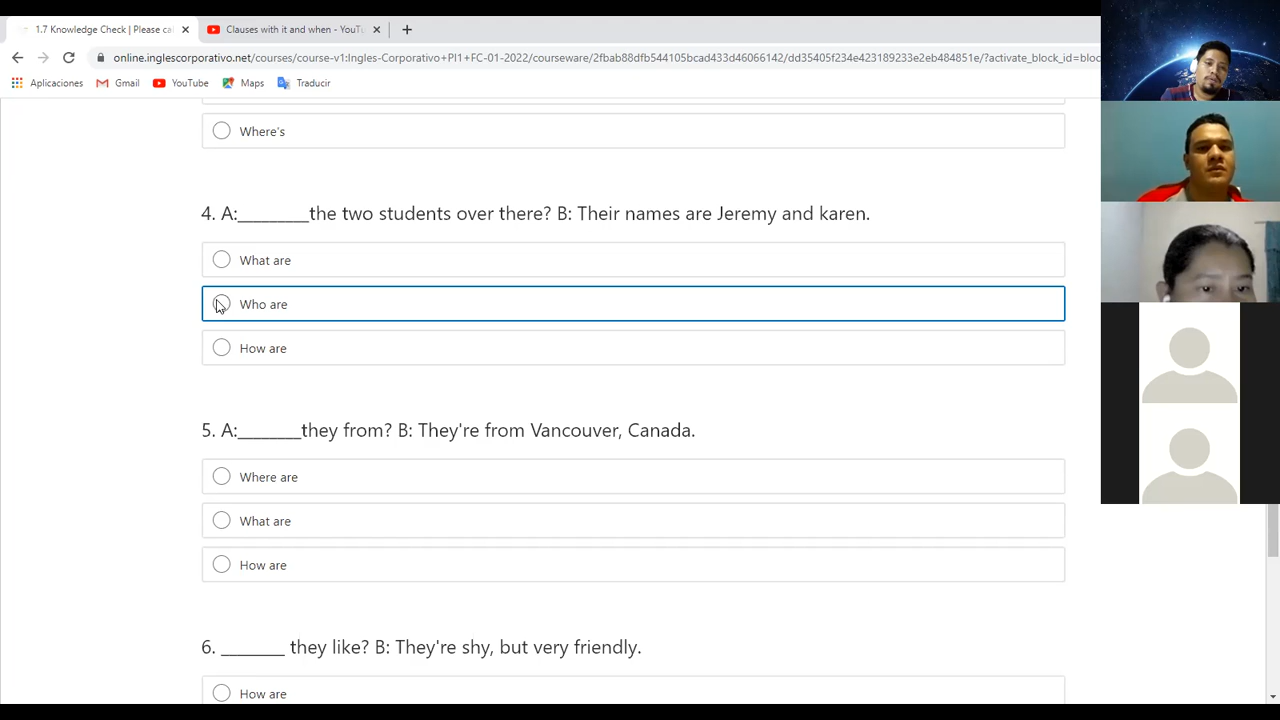 1.7 Knowledge Check | Please ca
Clauses with it and when - YouT
online.inglescorporativo.net/courses/course-v1:Ingles-Corporativo+PI1+FC-01-2022/courseware/2fbab88dfb544105bcad433d46066142/dd35405f234e423189233e2eb484851e/?activate_block_id=bloc
Aplicaciones Gmail YouTube Maps Traducir
Where's
4. A:_________the two students over there? B: Their names are Jeremy and karen.
What are
Who are
How are
5. A:________they from? B: They're from Vancouver, Canada.
Where are
What are
How are
6. ________ they like? B: They're shy, but very friendly.
How are